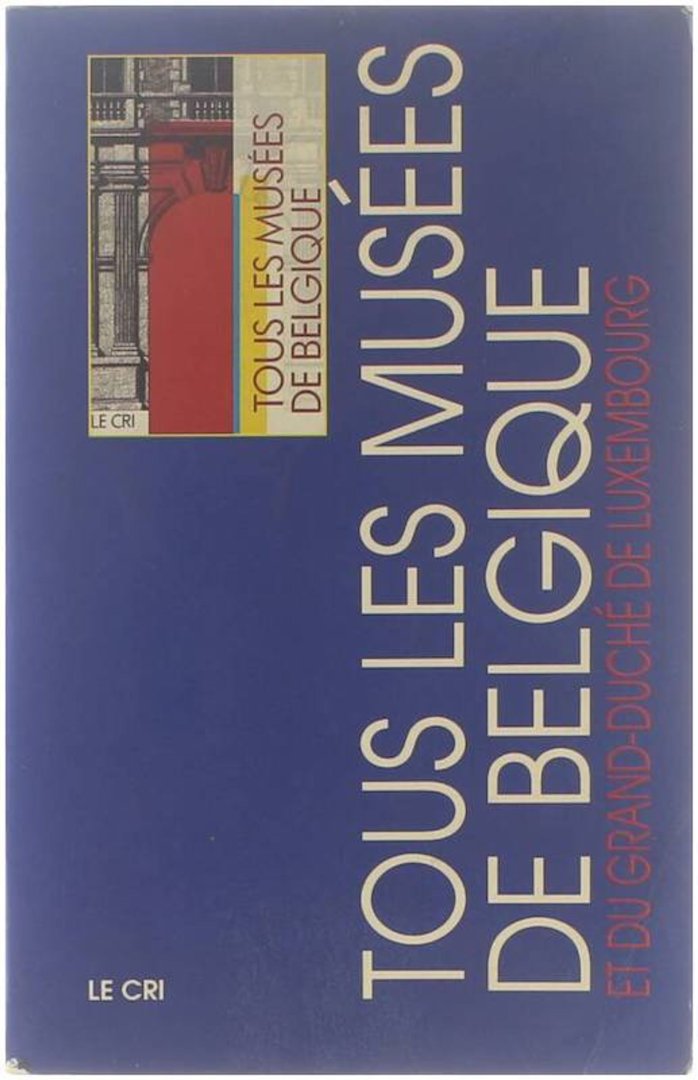 TOUS LES MUSÉES
DE BELGIQUE
LE CRI
TOUS LES MUSÉES
DE BELGIQUE
ET DU GRAND-DUCHÉ DE LUXEMBOURG
LE CRI